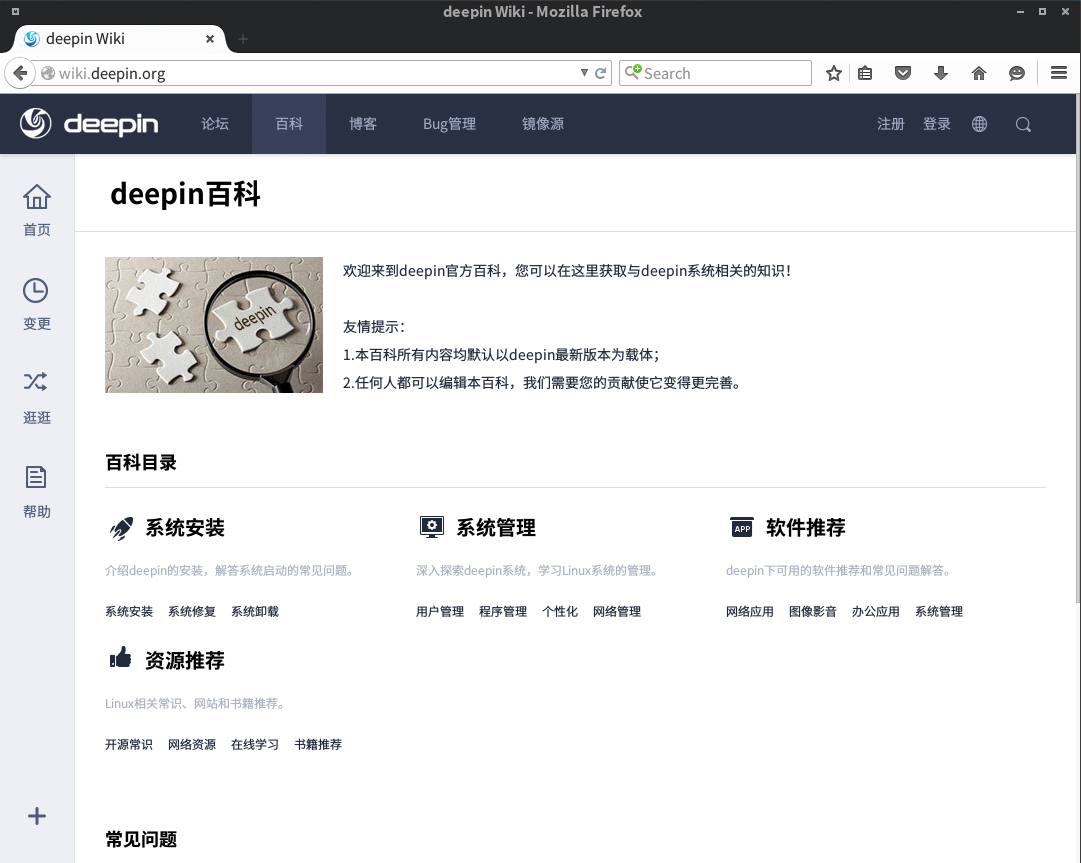 deepin Wiki - Mozilla Firefox
deepin Wiki
wiki.deepin.org
Search
deepin 论坛 百科 博客 Bug管理 镜像源 注册 登录
deepin百科
首页
变更
逛逛
帮助
deepin
欢迎来到deepin官方百科，您可以在这里获取与deepin系统相关的知识！
友情提示：
1.本百科所有内容均默认以deepin最新版本为载体；
2.任何人都可以编辑本百科，我们需要您的贡献使它变得更完善。
百科目录
系统安装
介绍deepin的安装，解答系统启动的常见问题。
系统安装 系统修复 系统卸载
系统管理
深入探索deepin系统，学习Linux系统的管理。
用户管理 程序管理 个性化 网络管理
APP
软件推荐
deepin下可用的软件推荐和常见问题解答。
网络应用 图像影音 办公应用 系统管理
资源推荐
Linux相关常识、网站和书籍推荐。
开源常识 网络资源 在线学习 书籍推荐
常见问题